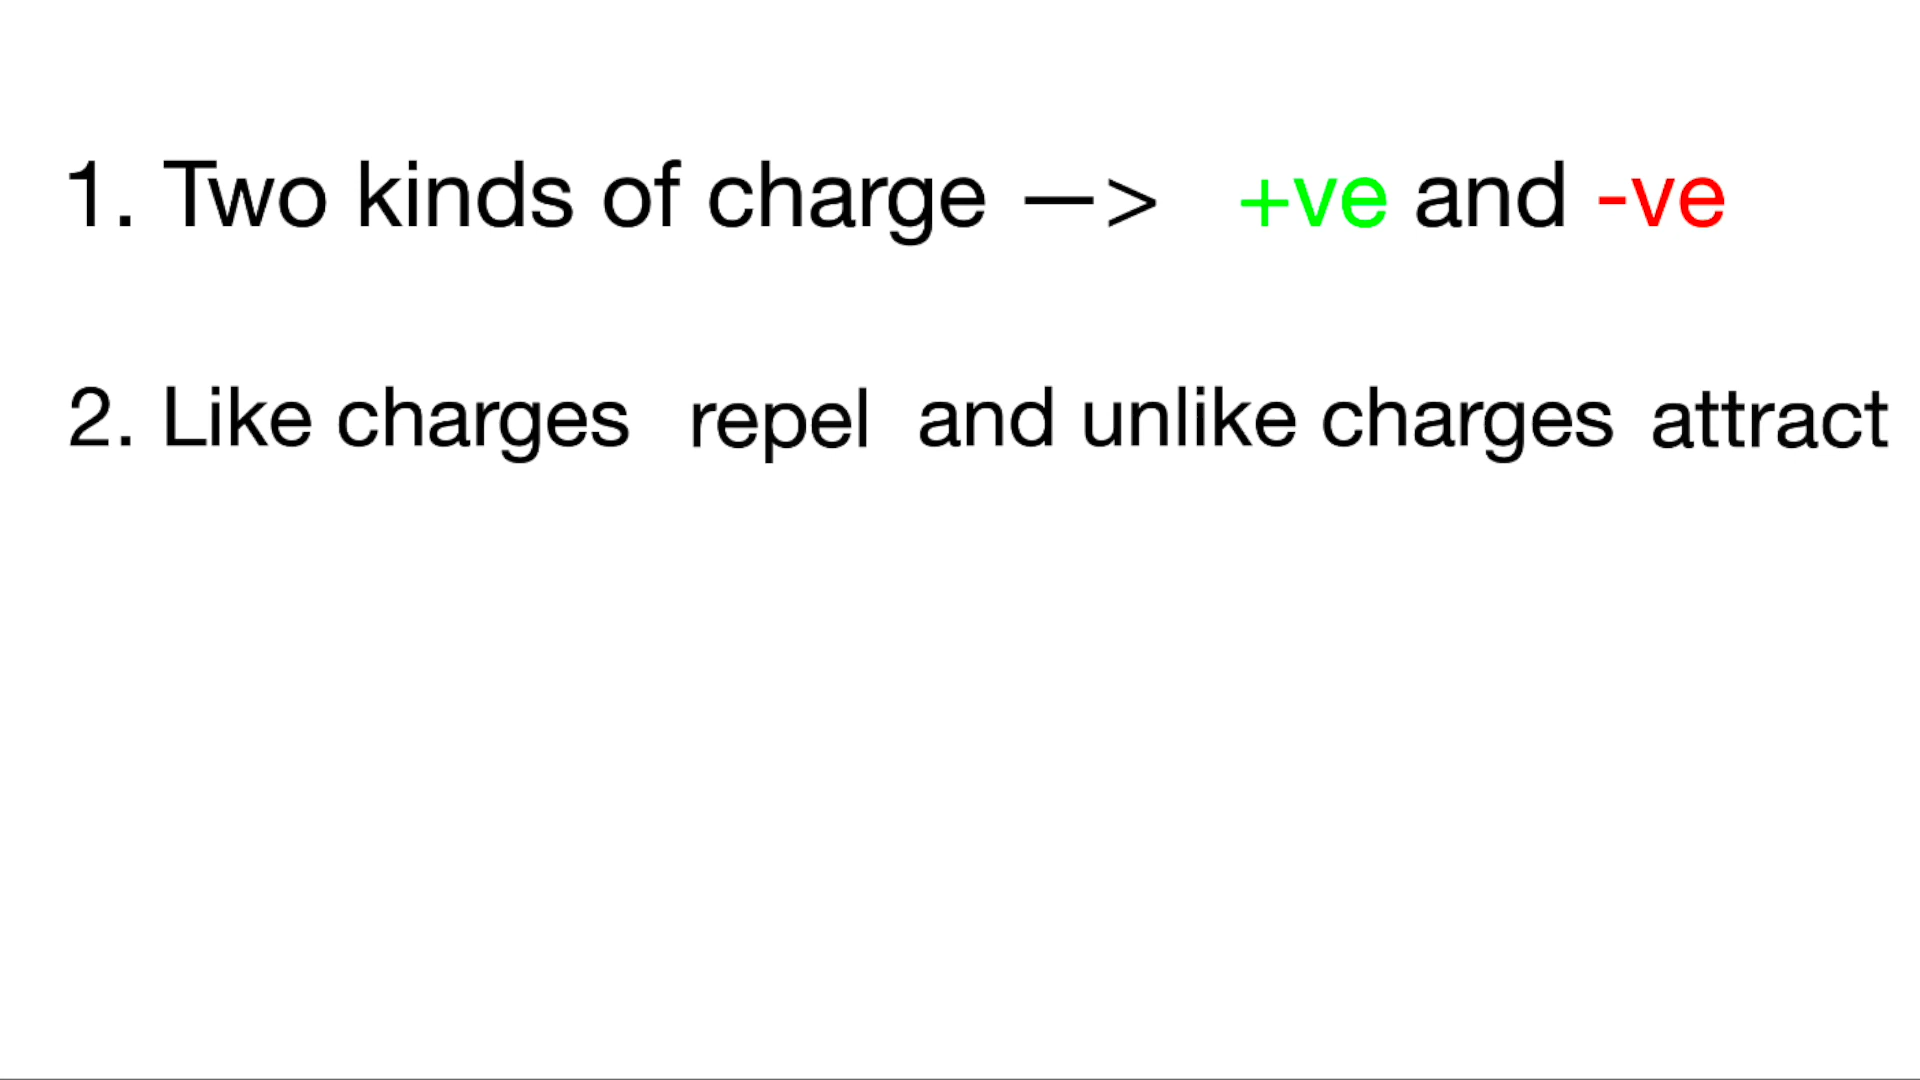 1. Two kinds of charge —> +ve and -ve
2. Like charges repel and unlike charges attract